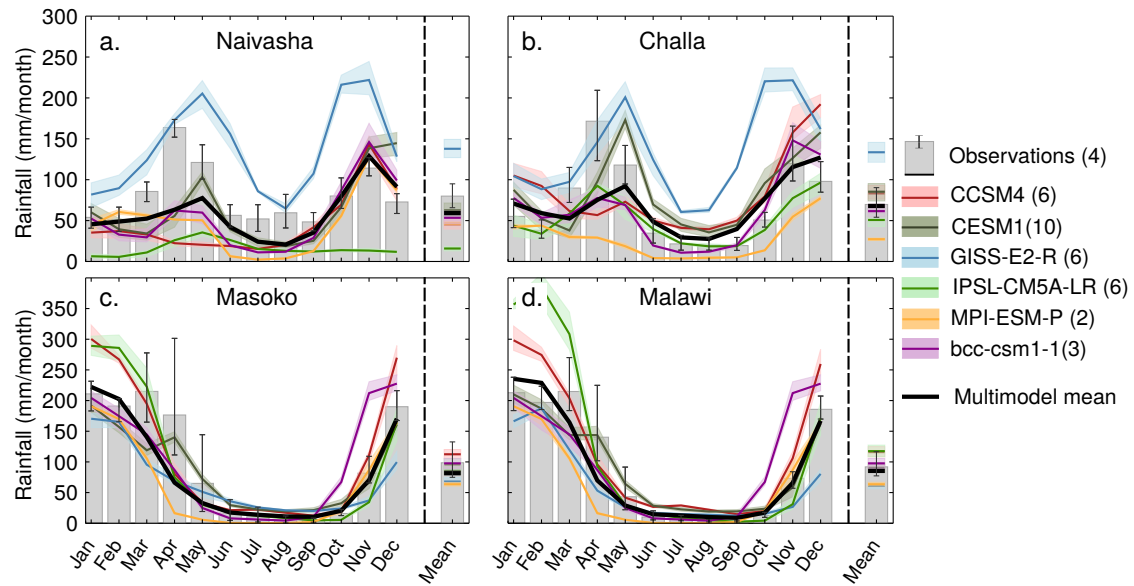 a. Naivasha
b. Challa
300
250
200
150
100
50
0
Rainfall (mm/month)
c. Masoko
d. Malawi
350
300
250
200
150
100
50
0
Rainfall (mm/month)
Jan Feb Mar Apr May Jun Jul Aug Sep Oct Nov Dec Mean
Jan Feb Mar Apr May Jun Jul Aug Sep Oct Nov Dec Mean
Observations (4)
CCSM4 (6)
CESM1(10)
GISS-E2-R (6)
IPSL-CM5A-LR (6)
MPI-ESM-P (2)
bcc-csm1-1(3)
Multimodel mean